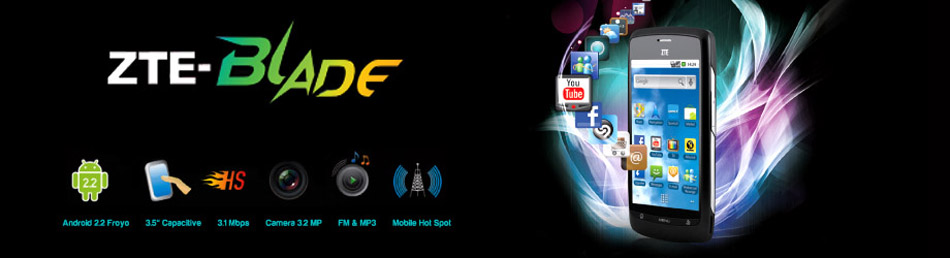 ZTE-BLADE
2.2
HS
Android 2.2 Froyo
3.5" Capacitive
3.1 Mbps
Camera 3.2 MP
FM & MP3
Mobile Hot Spot
You
Tube
f
@
ZTE
Google